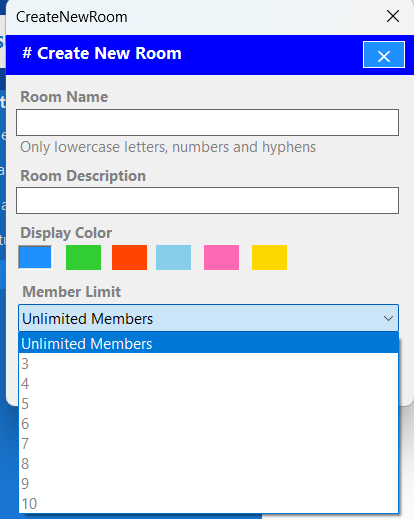 CreateNewRoom
# Create New Room
Room Name
Only lowercase letters, numbers and hyphens
Room Description
Display Color
Member Limit
Unlimited Members
Unlimited Members
3
4
5
6
7
8
9
10